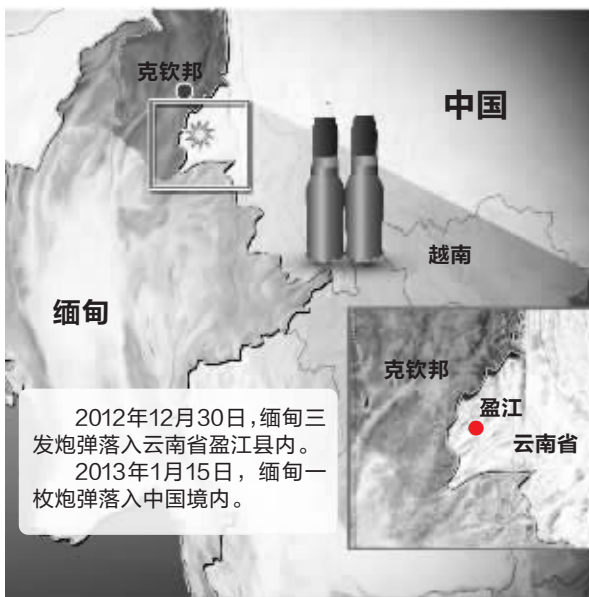 克钦邦
中国
越南
缅甸
克钦邦
盈江
云南省
2012年12月30日,缅甸三
发炮弹落入云南省盈江县内。
2013年1月15日，缅甸一
枚炮弹落入中国境内。